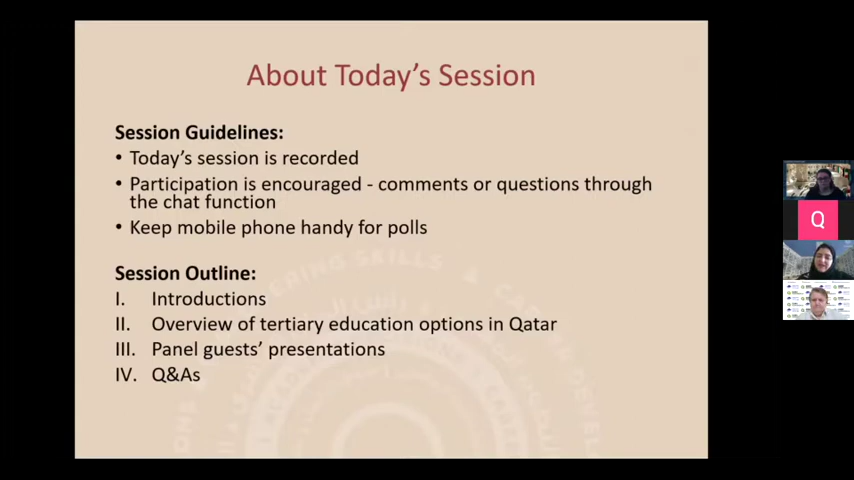 About Today's Session
Session Guidelines:
• Today's session is recorded
• Participation is encouraged - comments or questions through
the chat function
• Keep mobile phone handy for polls
Session Outline:
I. Introductions
II. Overview of tertiary education options in Qatar
III. Panel guests' presentations
IV. Q&As
Q